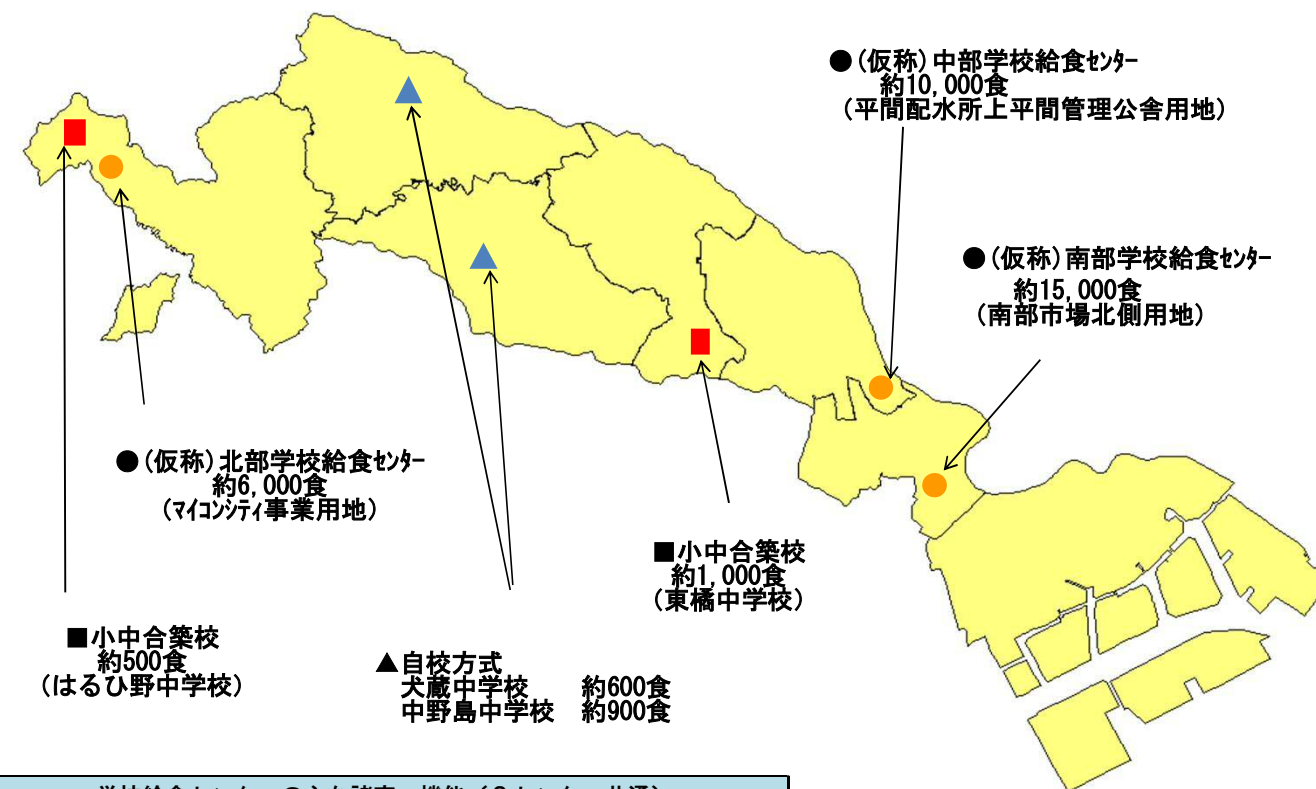 ●(仮称)中部学校給食センター
約10,000食
(平間配水所上平間管理公舎用地)
●(仮称)南部学校給食センター
約15,000食
(南部市場北側用地)
●(仮称)北部学校給食センター
約6,000食
(マイコンシティ事業用地)
■小中合築校
約1,000食
(東橘中学校)
■小中合築校
約500食
(はるひ野中学校)
▲自校方式
犬蔵中学校 約600食
中野島中学校 約900食